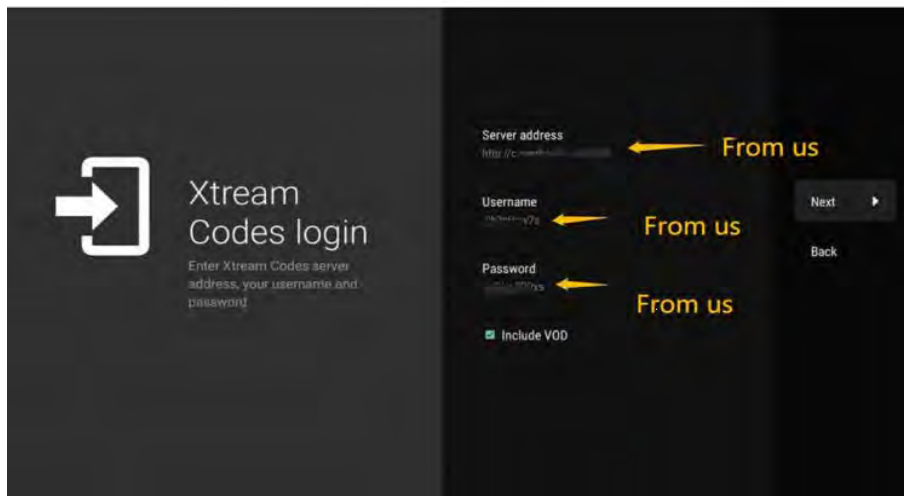 Xtream
Codes login
Enter Xtream Codes server
address, your username and
password
Server address
From us
Username
From us
Password
From us
Include VOD
Next
Back